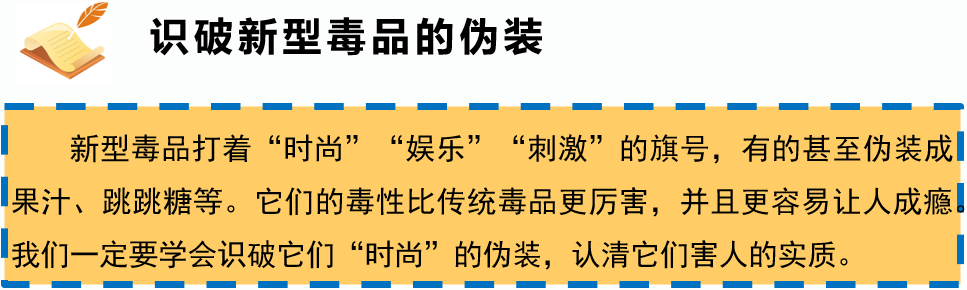 识破新型毒品的伪装
新型毒品打着“时尚”“娱乐”“刺激”的旗号，有的甚至伪装成
果汁、跳跳糖等。它们的毒性比传统毒品更厉害，并且更容易让人成瘾。
我们一定要学会识破它们“时尚”的伪装，认清它们害人的实质。